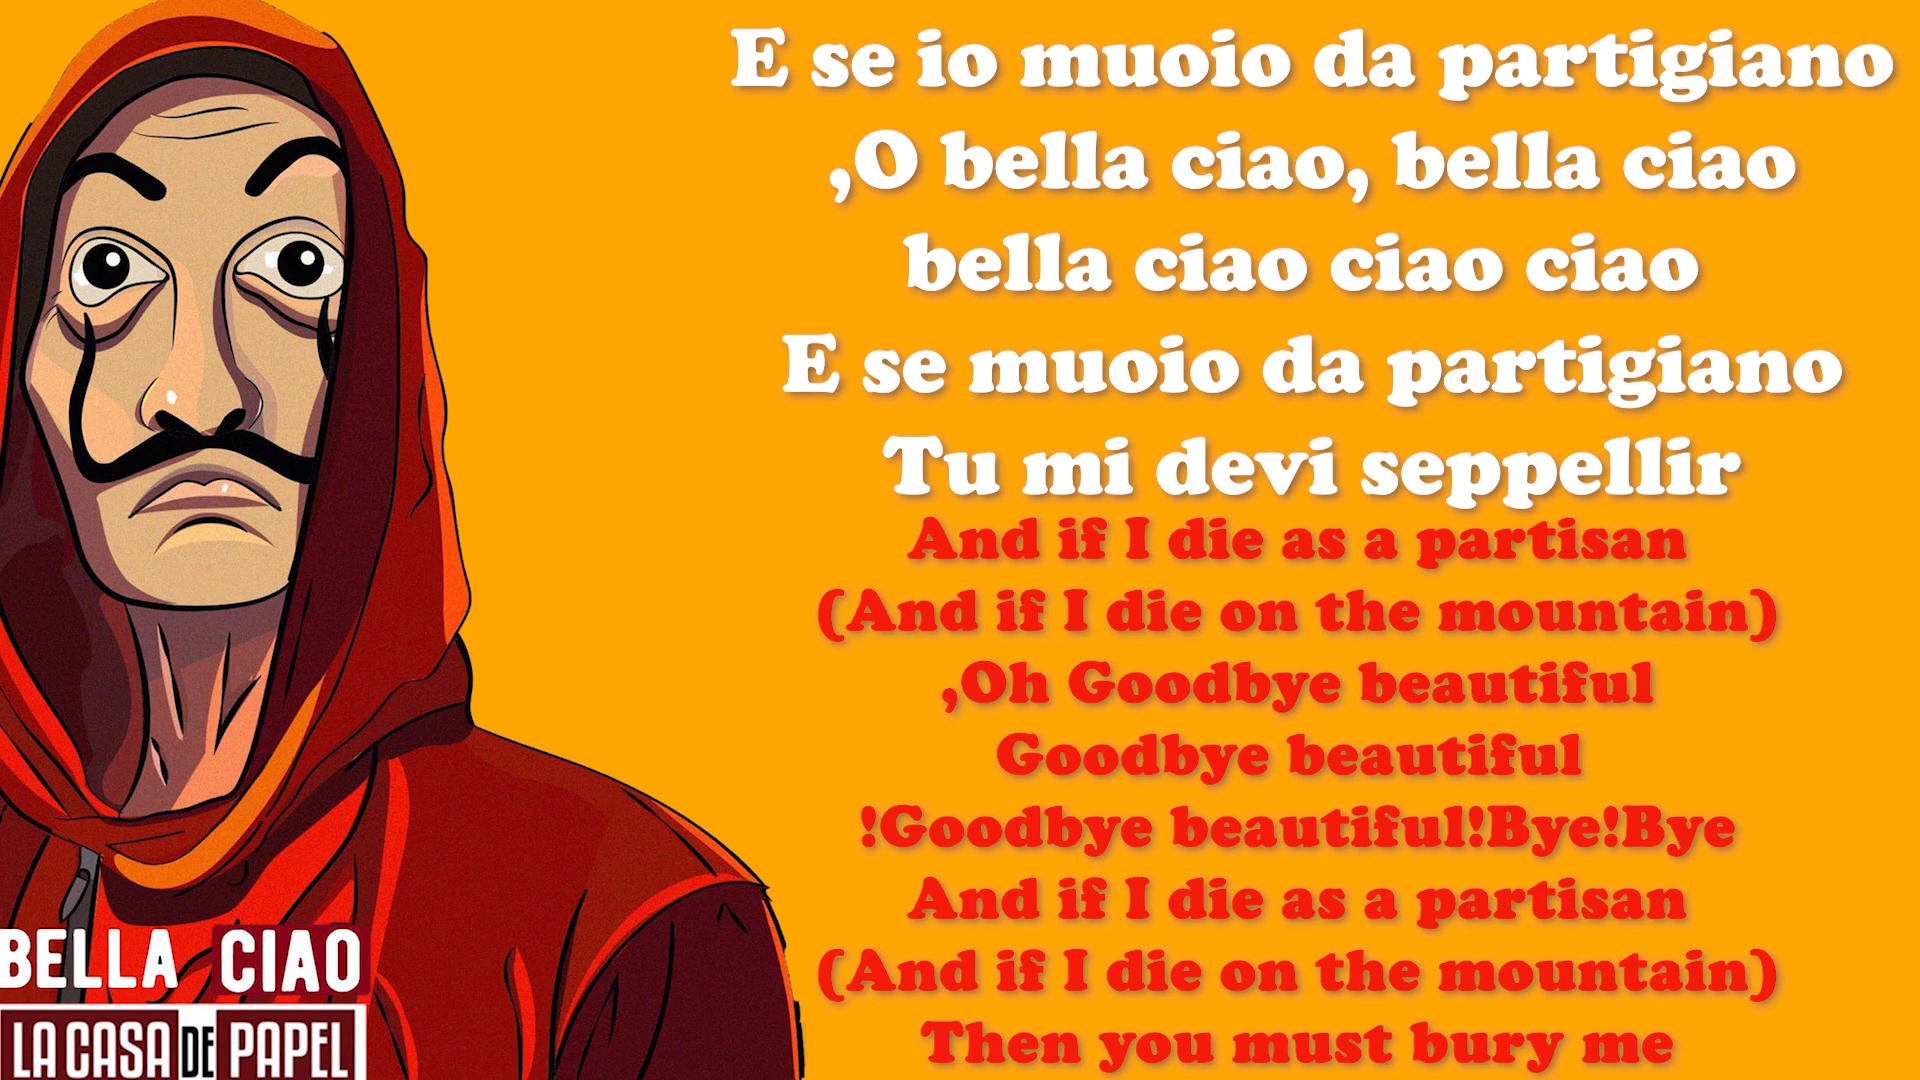 E se io muoio da partigiano
,O bella ciao, bella ciao
bella ciao ciao ciao
E se muoio da partigiano
Tu mi devi seppellir
And if I die as a partisan
(And if I die on the mountain)
,Oh Goodbye beautiful
Goodbye beautiful
!Goodbye beautiful!Bye!Bye
And if I die as a partisan
(And if I die on the mountain)
Then you must bury me
BELLA CIAO
LA CASA DE PAPEL